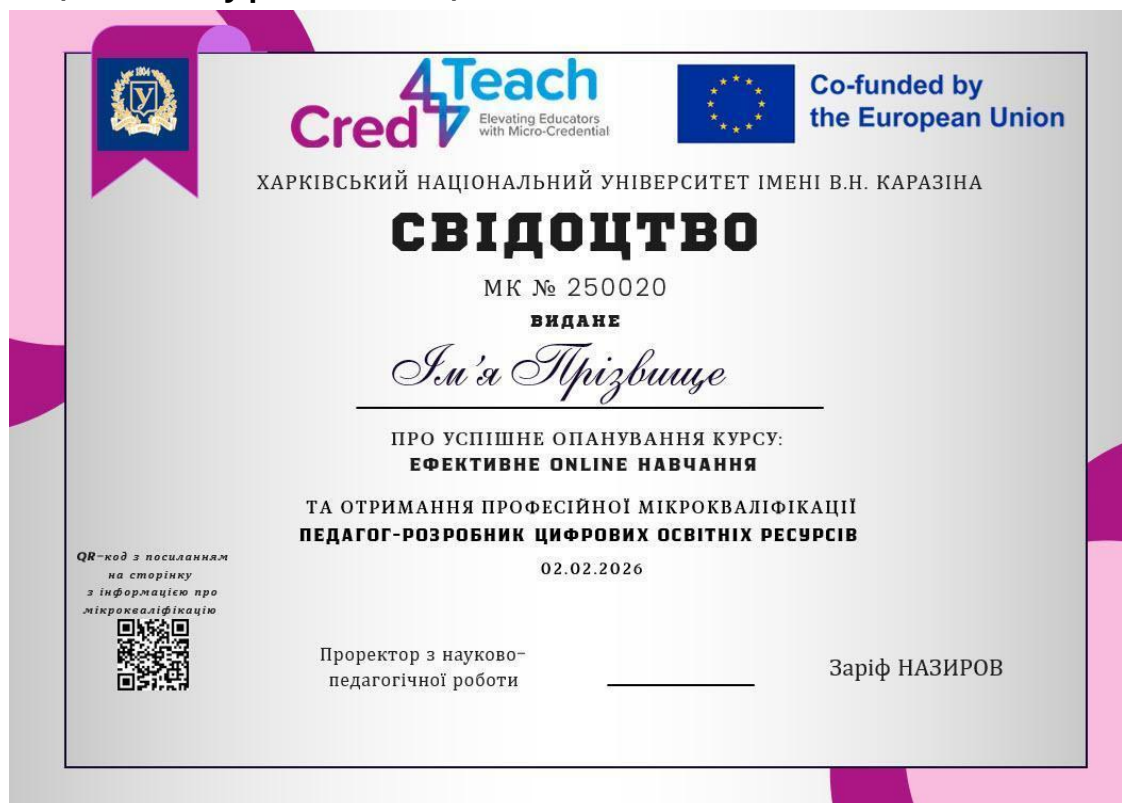 1804
У
Cred4Teach
Elevating Educators
with Micro-Credential
Co-funded by
the European Union
ХАРКІВСЬКИЙ НАЦІОНАЛЬНИЙ УНІВЕРСИТЕТ ІМЕНІ В.Н. КАРАЗІНА
СВІДОЦТВО
МК № 250020
ВИДАНЕ
Ім'я Прізвище
ПРО УСПІШНЕ ОПАНУВАННЯ КУРСУ:
ЕФЕКТИВНЕ ONLINE НАВЧАННЯ
ТА ОТРИМАННЯ ПРОФЕСІЙНОЇ МІКРОКВАЛІФІКАЦІЇ
ПЕДАГОГ-РОЗРОБНИК ЦИФРОВИХ ОСВІТНІХ РЕСУРСІВ
02.02.2026
QR-код з посиланням
на сторінку
з інформацією про
мікрокваліфікацію
Проректор з науково-
педагогічної роботи
Заріф НАЗИРОВ